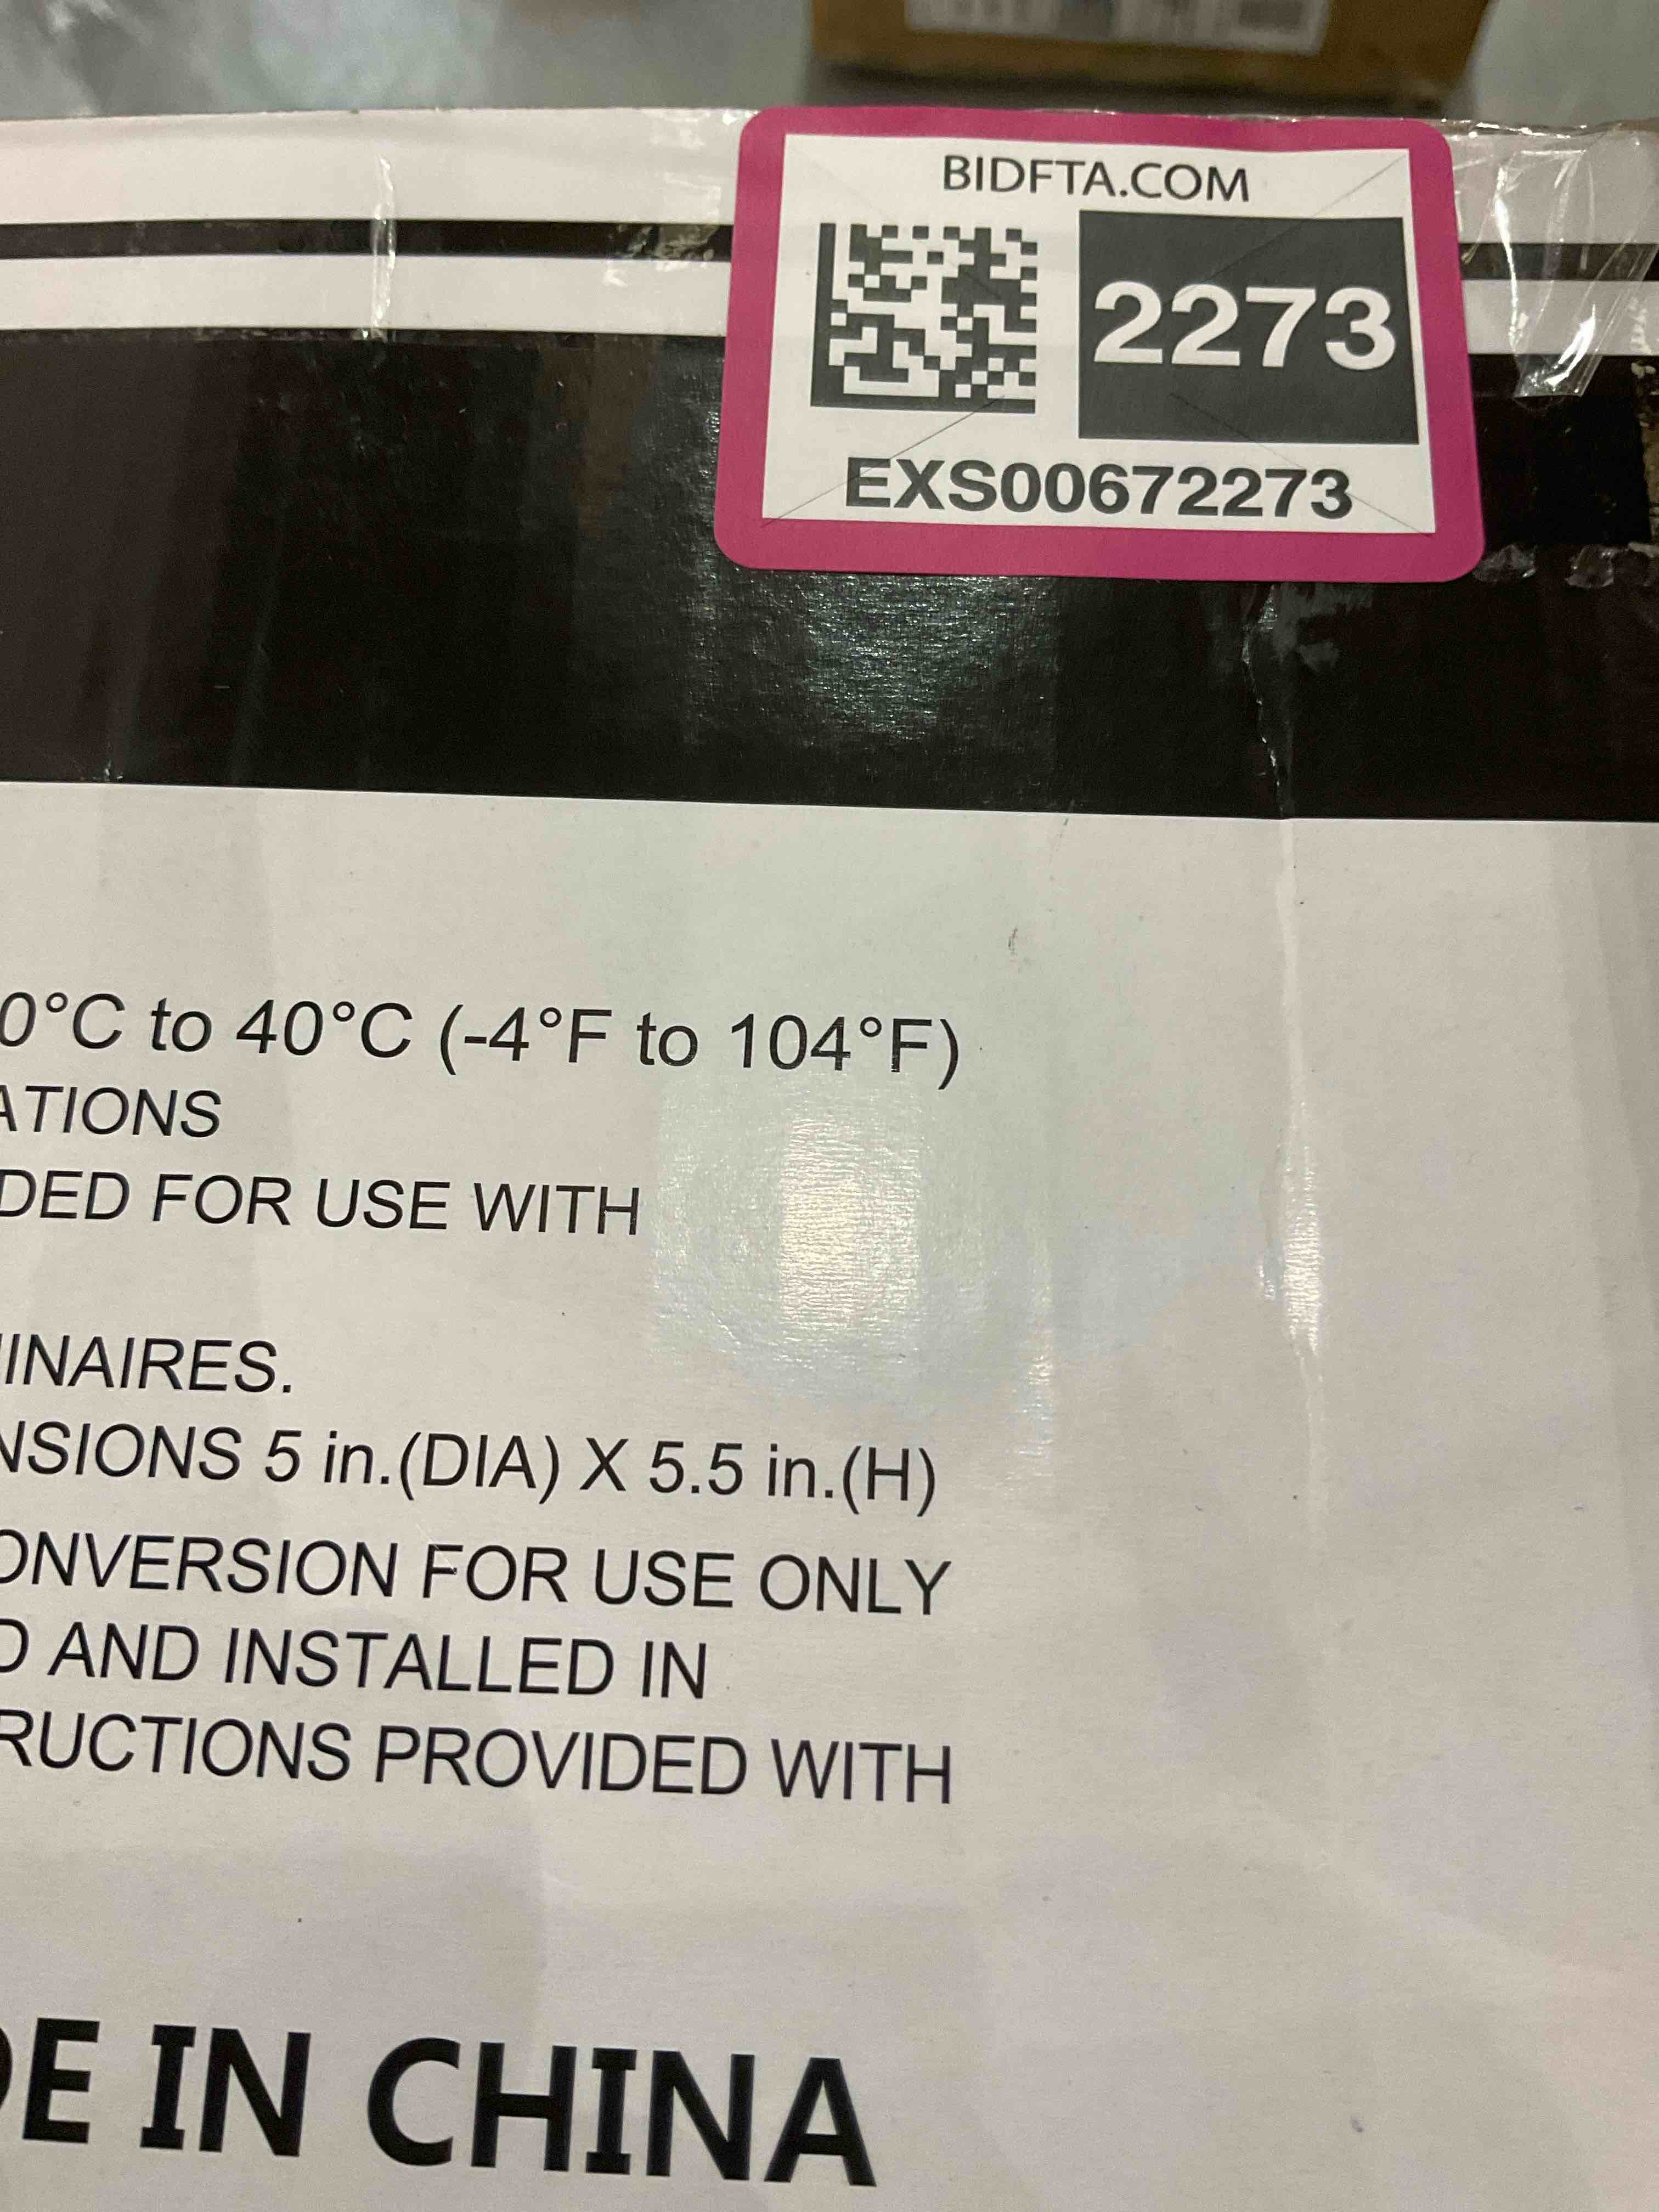 BIDFTA.COM
2273
EXS00672273
0°C to 40°C (-4°F to 104°F)
ATIONS
DED FOR USE WITH
INAIRES.
NSIONS 5 in.(DIA) X 5.5 in.(H)
ONVERSION FOR USE ONLY
D AND INSTALLED IN
RUCTIONS PROVIDED WITH
DE IN CHINA